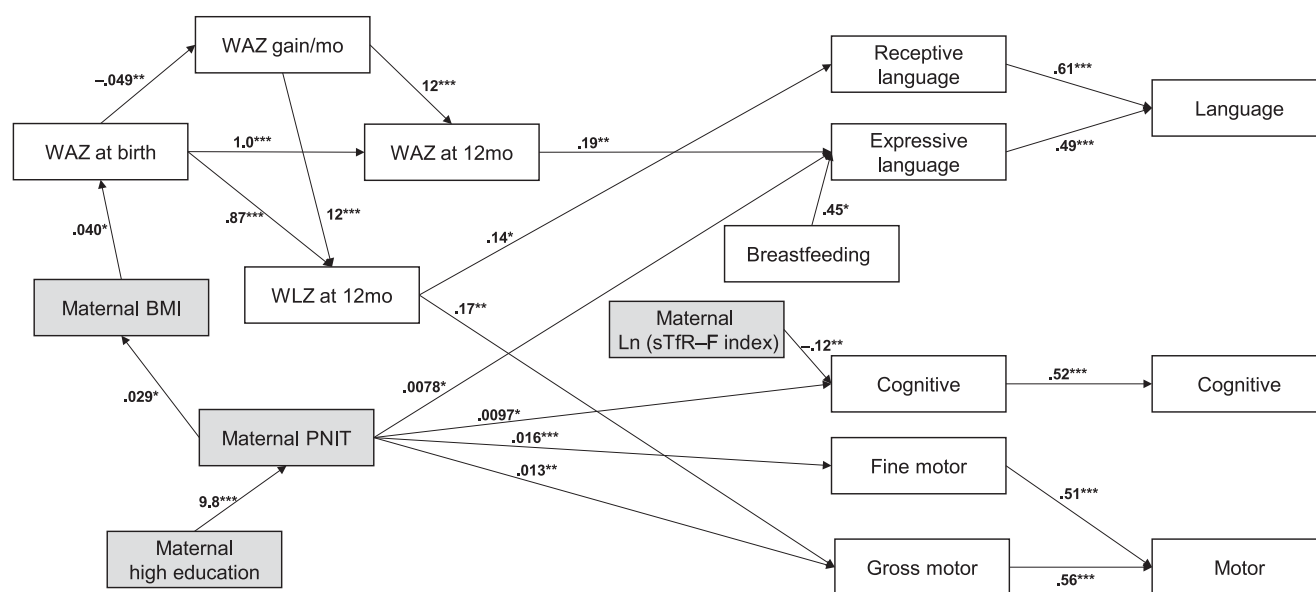 WAZ gain/mo
Receptive
language
–.049**
12***
.61***
Language
WAZ at birth
1.0***
WAZ at 12mo
.19**
Expressive
language
.49***
.87***
12***
.45*
.040*
.14*
Breastfeeding
WLZ at 12mo
Maternal BMI
.17**
Maternal
Ln (sTfR–F index)
–.12**
.029*
.0078*
Cognitive
.52***
Cognitive
.0097*
Maternal PNIT
.016***
Fine motor
.013**
9.8***
.51***
Maternal
high education
Gross motor
.56***
Motor